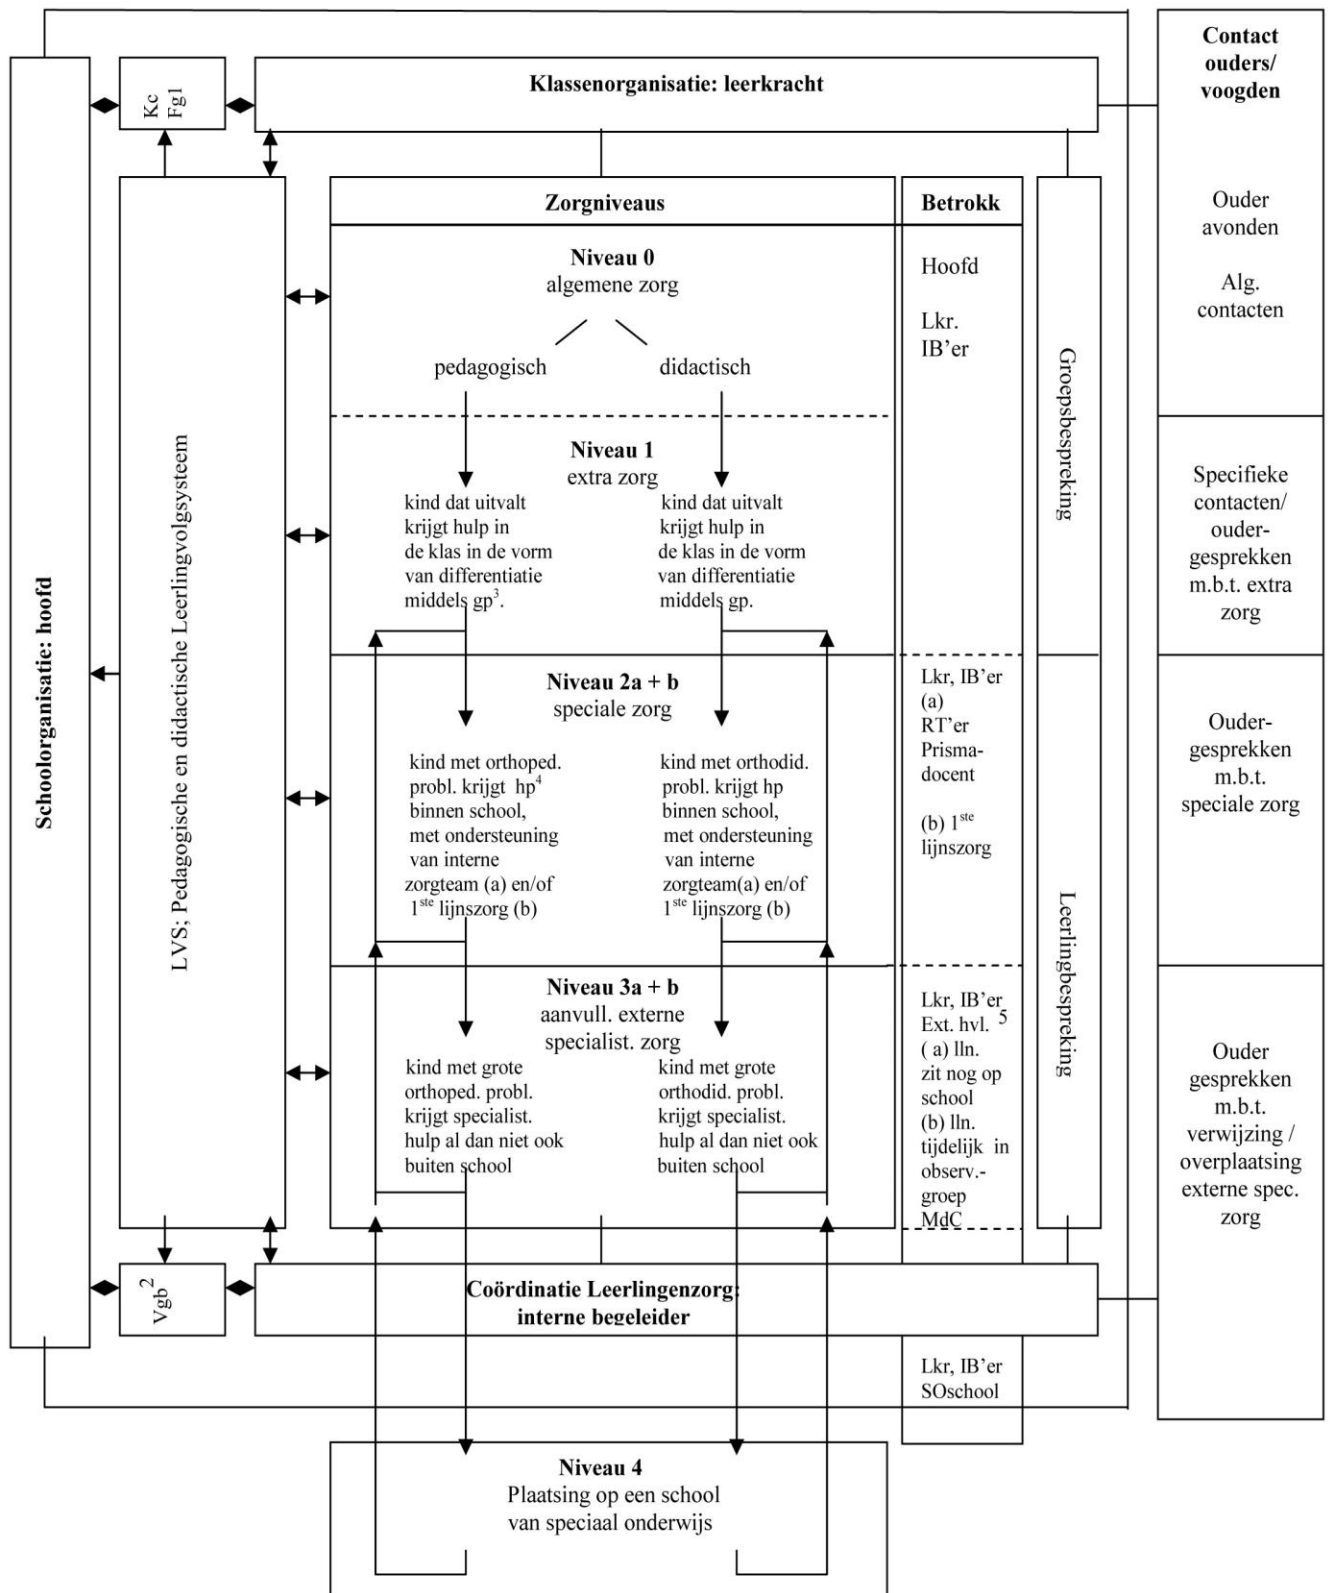 Schoolorganisatie: hoofd
Kc
Fg1
Klassenorganisatie: leerkracht
LVS; Pedagogische en didactische Leerlingvolgsysteem
Zorgniveaus
Niveau 0
algemene zorg
pedagogisch
didactisch
Niveau 1
extra zorg
kind dat uitvalt
krijgt hulp in
de klas in de vorm
van differentiatie
middels gp³.
kind dat uitvalt
krijgt hulp in
de klas in de vorm
van differentiatie
middels gp.
Niveau 2a + b
speciale zorg
kind met orthoped.
probl. krijgt hp⁴
binnen school,
met ondersteuning
van interne
zorgteam (a) en/of
1ste lijnszorg (b)
kind met orthodid.
probl. krijgt hp
binnen school,
met ondersteuning
van interne
zorgteam(a) en/of
1ste lijnszorg (b)
Niveau 3a + b
aanvull. externe
specialist. zorg
kind met grote
orthoped. probl.
krijgt specialist.
hulp al dan niet ook
buiten school
kind met grote
orthodid. probl.
krijgt specialist.
hulp al dan niet ook
buiten school
Betrokk
Hoofd
Lkr.
IB’er
Lkr, IB’er
(a)
RT’er
Prisma-
docent
(b) 1ste
lijnszorg
Lkr, IB’er
Ext. hvl. 5
( a) lln.
zit nog op
school
(b) lln.
tijdelijk in
observ.-
groep
MdC
Groepsbespreking
Leerlingbespreking
Contact
ouders/
voogden
Ouder
avonden
Alg.
contacten
Specifieke
contacten/
ouder-
gesprekken
m.b.t. extra
zorg
Ouder-
gesprekken
m.b.t.
speciale zorg
Ouder
gesprekken
m.b.t.
verwijzing /
overplaatsing
externe spec.
zorg
Vgb²
Coördinatie Leerlingenzorg:
interne begeleider
Lkr, IB’er
SOschool
Niveau 4
Plaatsing op een school
van speciaal onderwijs